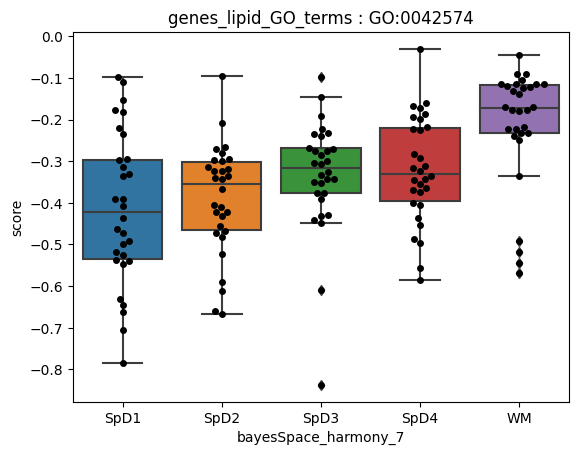 genes_lipid_GO_terms : GO:0042574
0.0
−0.1
−0.2
−0.3
−0.4
−0.5
−0.6
−0.7
−0.8
score
SpD1 SpD2 SpD3 SpD4 WM
bayesSpace_harmony_7